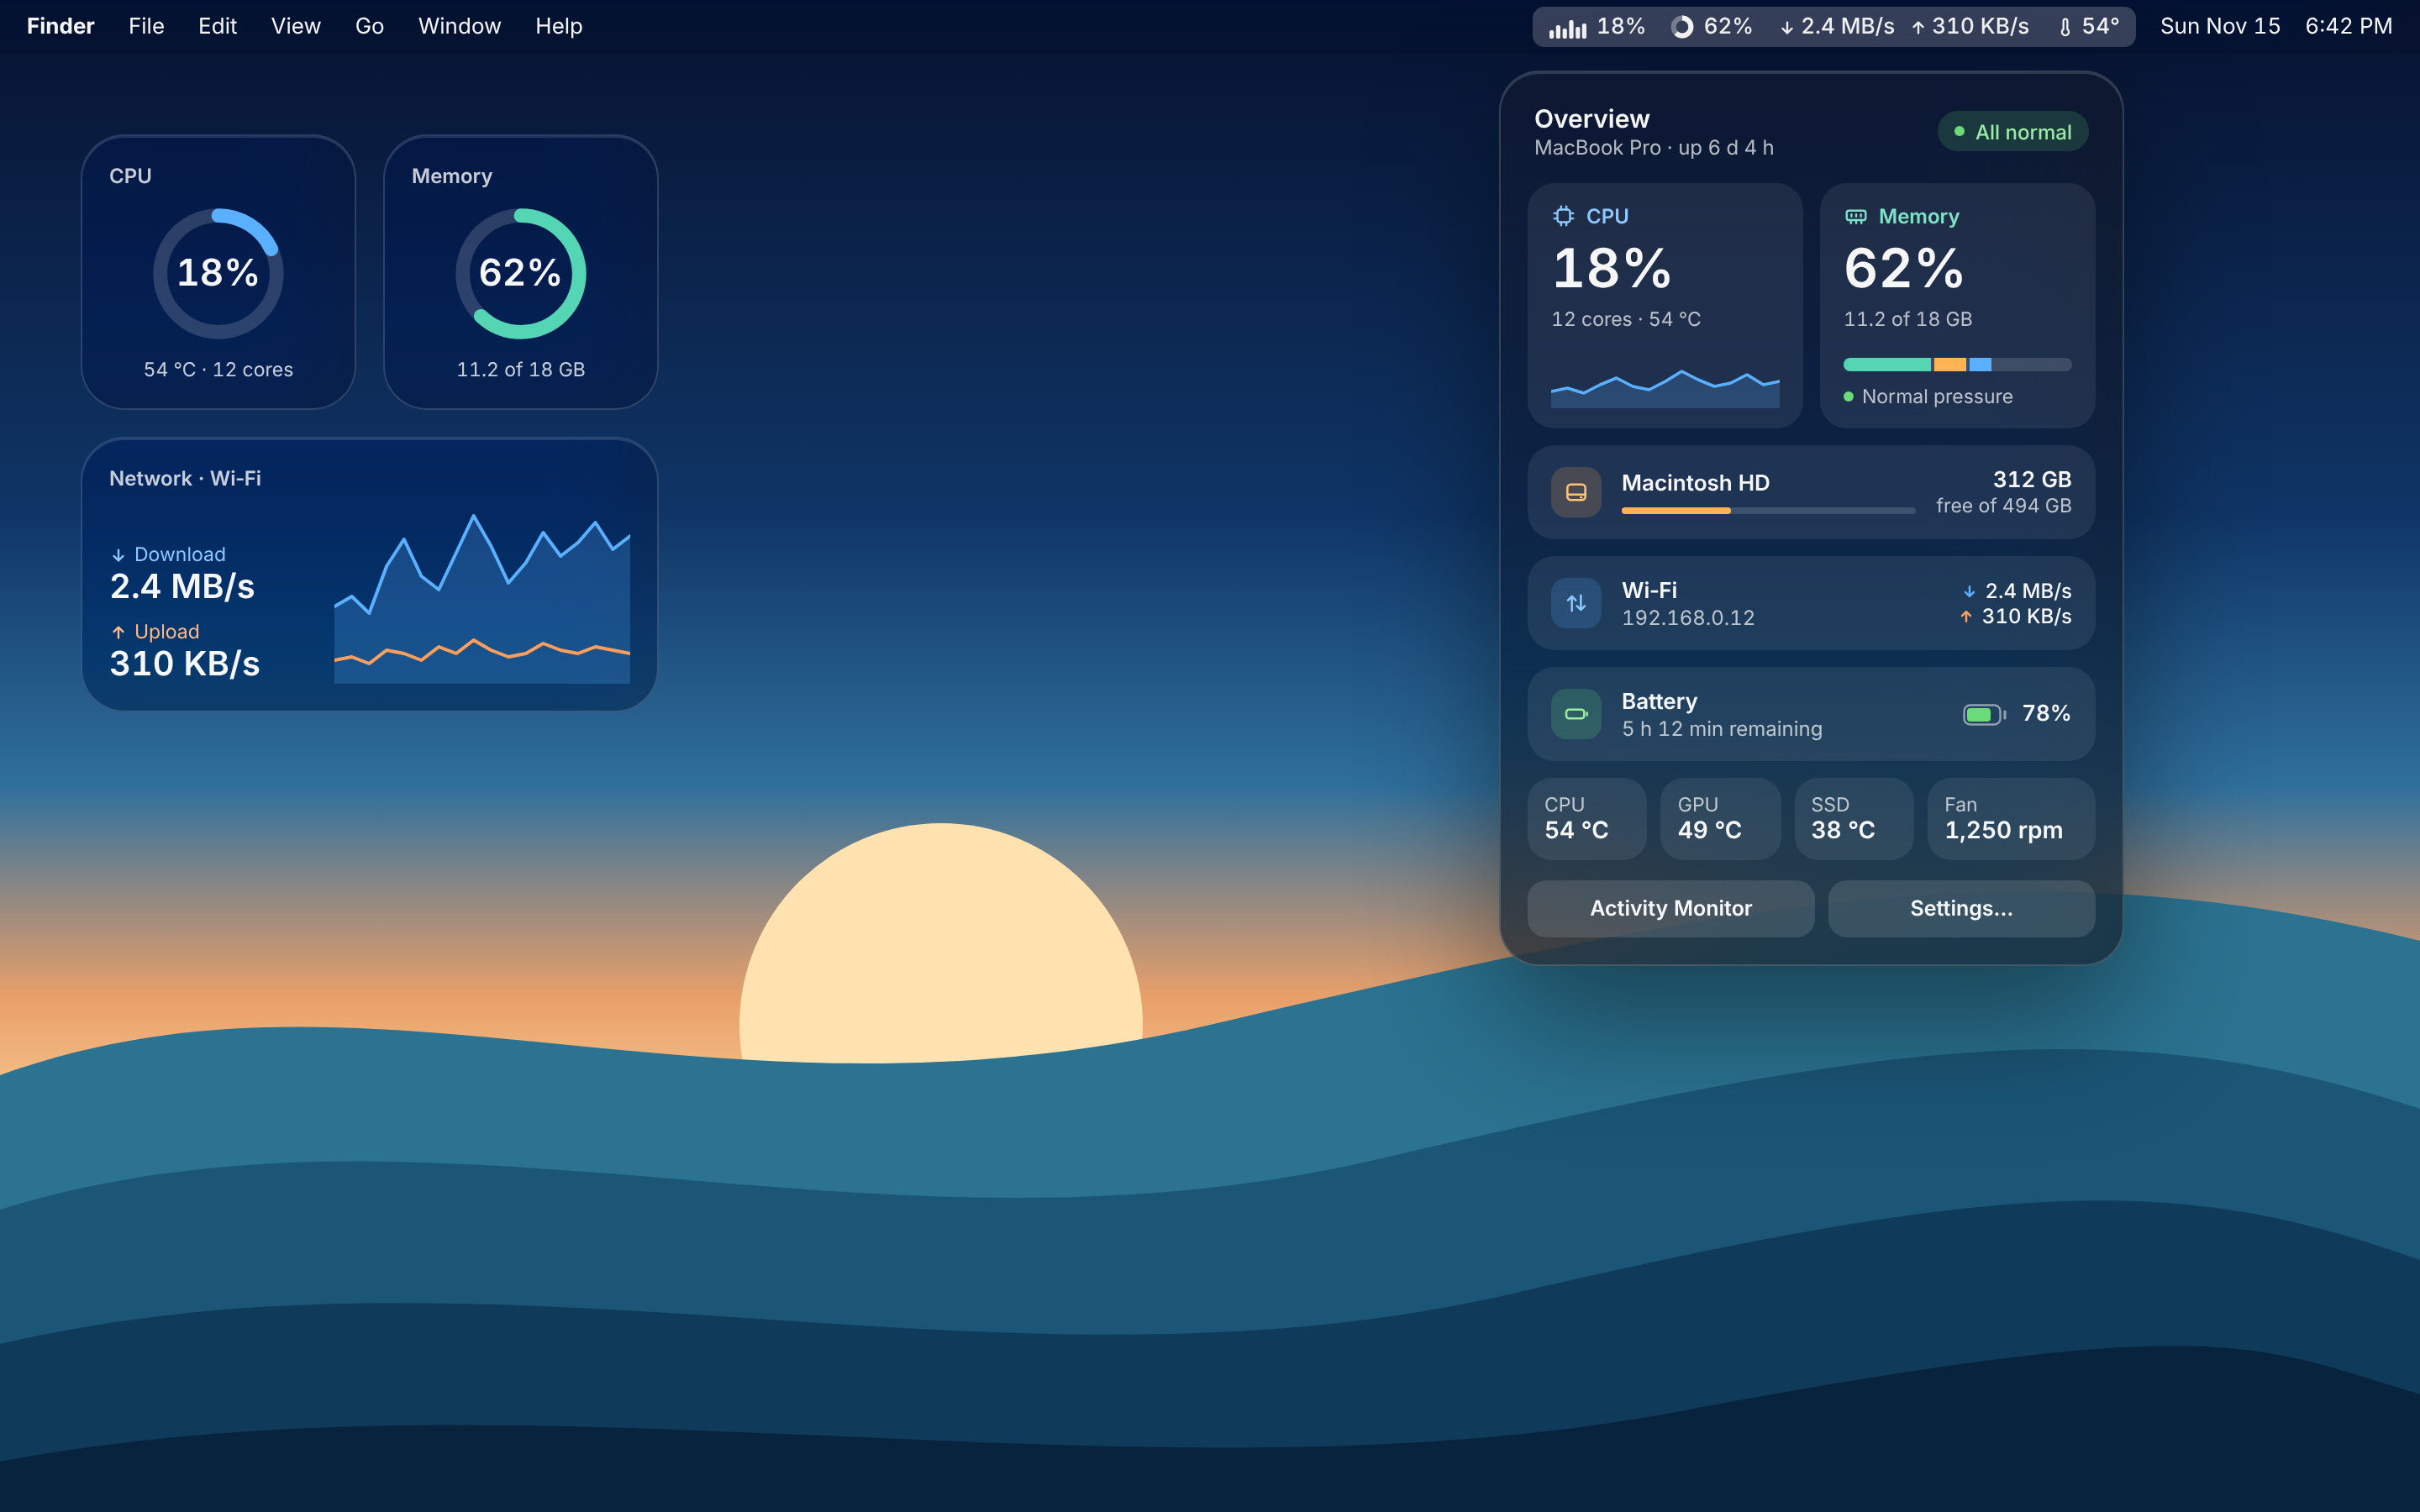 Finder File Edit View Go Window Help
18% 62% 2.4 MB/s 310 KB/s 54° Sun Nov 15 6:42 PM
CPU
18%
54 °C · 12 cores
Memory
62%
11.2 of 18 GB
Network · Wi-Fi
Download
2.4 MB/s
Upload
310 KB/s
Overview
MacBook Pro · up 6 d 4 h
All normal
CPU
18%
12 cores · 54 °C
Memory
62%
11.2 of 18 GB
Normal pressure
Macintosh HD
312 GB
free of 494 GB
Wi-Fi
192.168.0.12
2.4 MB/s
310 KB/s
Battery
5 h 12 min remaining
78%
CPU
54 °C
GPU
49 °C
SSD
38 °C
Fan
1,250 rpm
Activity Monitor
Settings...